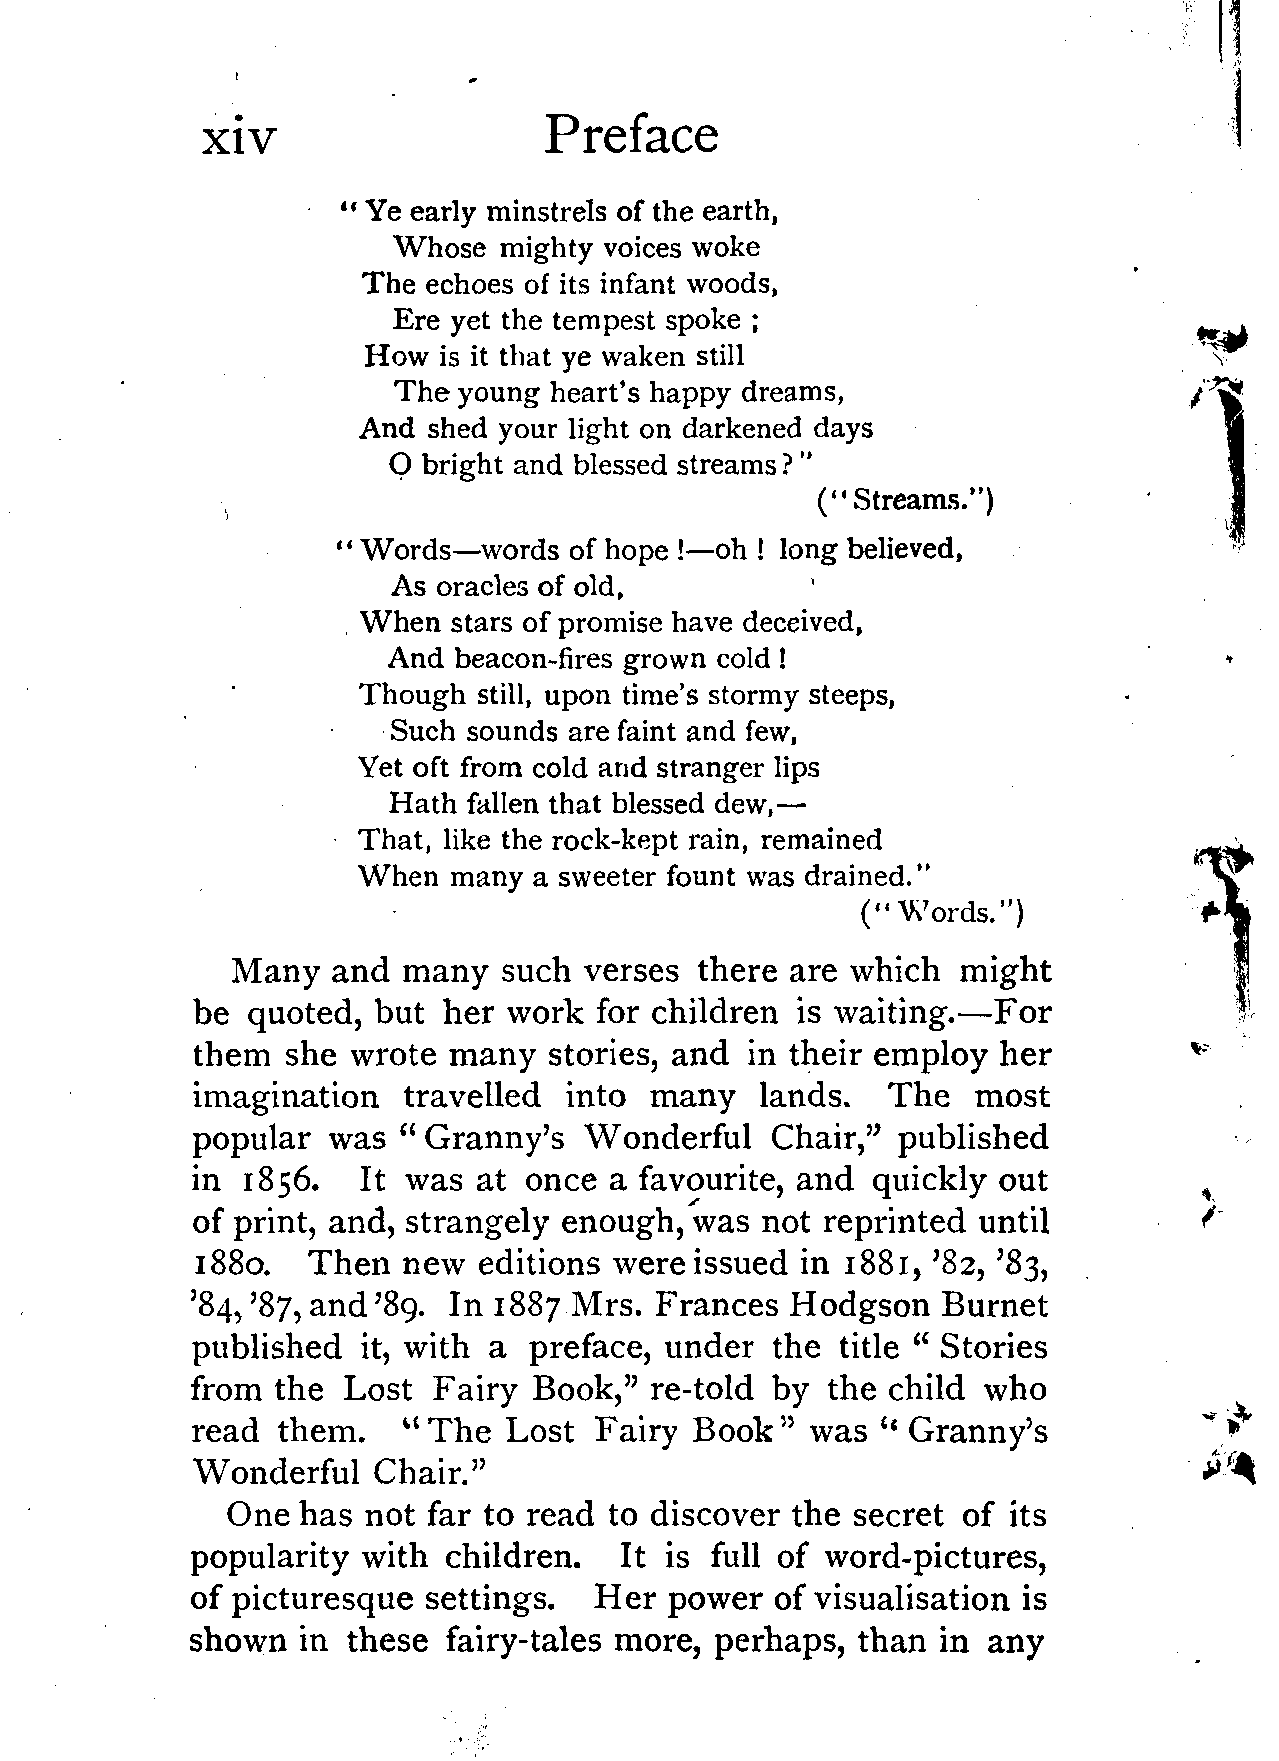 xiv Preface
" Ye early minstrels of the earth,
Whose mighty voices woke
The echoes of its infant woods,
Ere yet the tempest spoke ;
How is it that ye waken still
The young heart's happy dreams,
And shed your light on darkened days
O bright and blessed streams ? "
(" Streams.")
" Words—words of hope !—oh ! long believed,
As oracles of old,
When stars of promise have deceived,
And beacon-fires grown cold !
Though still, upon time's stormy steeps,
Such sounds are faint and few,
Yet oft from cold and stranger lips
Hath fallen that blessed dew,—
That, like the rock-kept rain, remained
When many a sweeter fount was drained."
(" Words.")
Many and many such verses there are which might
be quoted, but her work for children is waiting.—For
them she wrote many stories, and in their employ her
imagination travelled into many lands. The most
popular was " Granny's Wonderful Chair," published
in 1856. It was at once a favourite, and quickly out
of print, and, strangely enough, was not reprinted until
1880. Then new editions were issued in 1881, '82, '83,
'84, '87, and '89. In 1887 Mrs. Frances Hodgson Burnet
published it, with a preface, under the title " Stories
from the Lost Fairy Book," re-told by the child who
read them. " The Lost Fairy Book " was " Granny's
Wonderful Chair."
One has not far to read to discover the secret of its
popularity with children. It is full of word-pictures,
of picturesque settings. Her power of visualisation is
shown in these fairy-tales more, perhaps, than in any